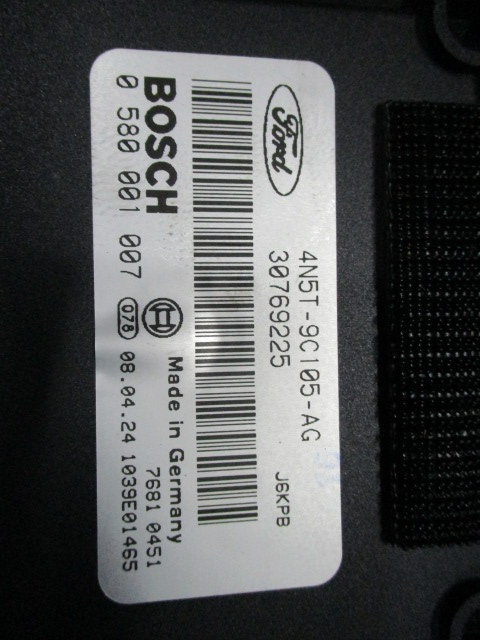 Ford
4N5T-9C105-AG
30769225
J6KPB
BOSCH
Made in Germany
0 580 001 007
7681 0451
078 08.04.24 1039E01465